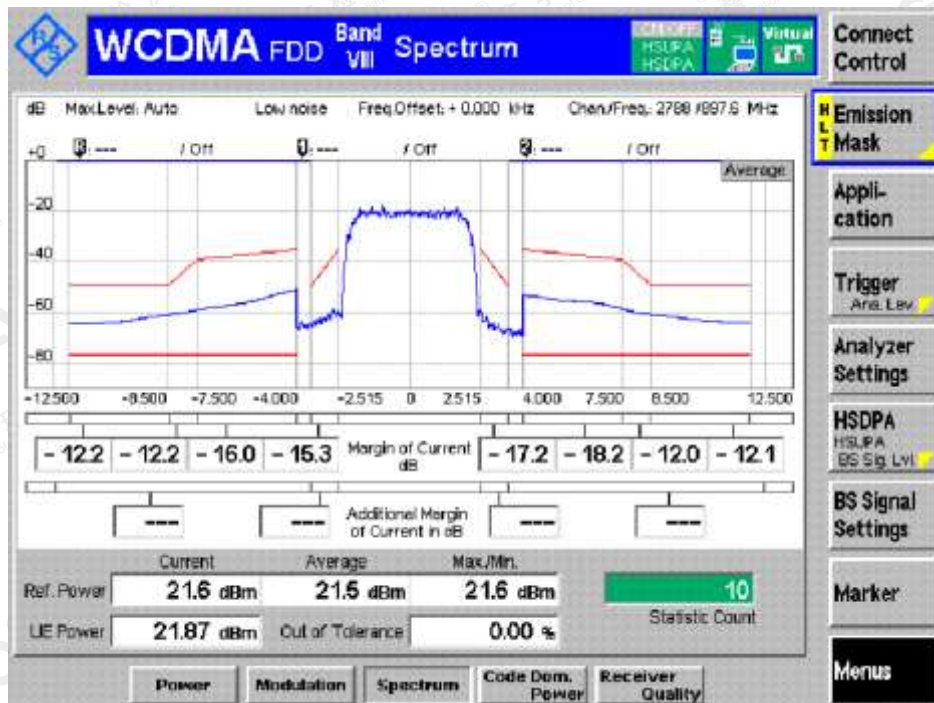 R&S
WCDMA FDD Band VIII Spectrum
HSUPA
HSDPA
Virtual
Connect Control
dB Max.Level: Auto Low noise Freq.Offset: + 0.000 kHz Chan./Freq.: 2788 /897.6 MHz
HLT Emission Mask
+0 --- / Off --- / Off 2: --- / Off
Average
-20
-40
-60
-80
-12.500 -8.500 -7.500 -4.000 -2.515 0 2.515 4.000 7.500 8.500 12.500
Appli-
cation
Trigger
Ana. Lev.
Analyzer
Settings
HSDPA
HSUPA
BS Sig. Lvl.
BS Signal
Settings
Marker
Menus
- 12.2 - 12.2 - 16.0 - 15.3 Margin of Current dB - 17.2 - 18.2 - 12.0 - 12.1
--- --- Additional Margin of Current in dB --- ---
Current Average Max./Min.
Ref. Power 21.6 dBm 21.5 dBm 21.6 dBm 10
Statistic Count
UE Power 21.87 dBm Out of Tolerance 0.00 %
Power Modulation Spectrum Code Dom. Power Receiver Quality